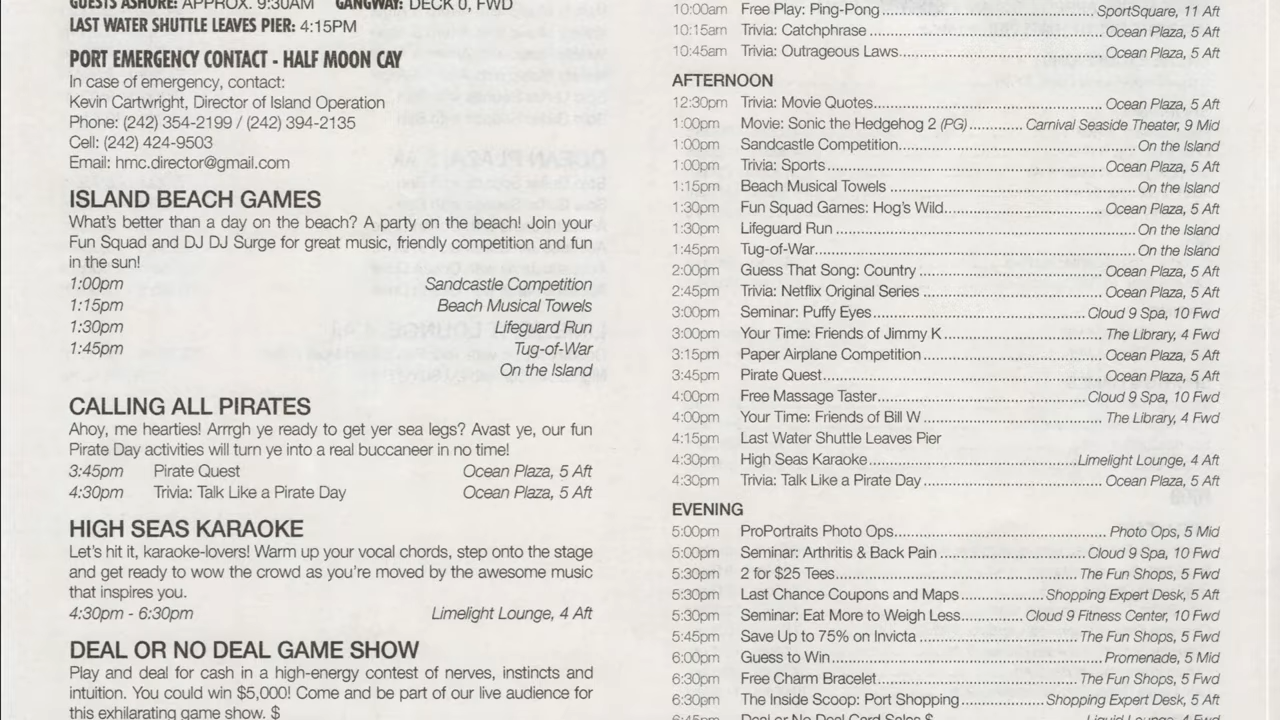 GUESTS ASHORE: APPROX. 9:30AM GANGWAY: DECK 0, FWD
LAST WATER SHUTTLE LEAVES PIER: 4:15PM
PORT EMERGENCY CONTACT - HALF MOON CAY
In case of emergency, contact:
Kevin Cartwright, Director of Island Operation
Phone: (242) 354-2199 / (242) 394-2135
Cell: (242) 424-9503
Email: hmc.director@gmail.com
ISLAND BEACH GAMES
What's better than a day on the beach? A party on the beach! Join your
Fun Squad and DJ DJ Surge for great music, friendly competition and fun
in the sun!
1:00pm Sandcastle Competition
1:15pm Beach Musical Towels
1:30pm Lifeguard Run
1:45pm Tug-of-War
On the Island
CALLING ALL PIRATES
Ahoy, me hearties! Arrrgh ye ready to get yer sea legs? Avast ye, our fun
Pirate Day activities will turn ye into a real buccaneer in no time!
3:45pm Pirate Quest Ocean Plaza, 5 Aft
4:30pm Trivia: Talk Like a Pirate Day Ocean Plaza, 5 Aft
HIGH SEAS KARAOKE
Let's hit it, karaoke-lovers! Warm up your vocal chords, step onto the stage
and get ready to wow the crowd as you're moved by the awesome music
that inspires you.
4:30pm - 6:30pm Limelight Lounge, 4 Aft
DEAL OR NO DEAL GAME SHOW
Play and deal for cash in a high-energy contest of nerves, instincts and
intuition. You could win $5,000! Come and be part of our live audience for
this exhilarating game show. $
10:00am Free Play: Ping-Pong SportSquare, 11 Aft
10:15am Trivia: Catchphrase Ocean Plaza, 5 Aft
10:45am Trivia: Outrageous Laws Ocean Plaza, 5 Aft
AFTERNOON
12:30pm Trivia: Movie Quotes Ocean Plaza, 5 Aft
1:00pm Movie: Sonic the Hedgehog 2 (PG) Carnival Seaside Theater, 9 Mid
1:00pm Sandcastle Competition On the Island
1:00pm Trivia: Sports Ocean Plaza, 5 Aft
1:15pm Beach Musical Towels On the Island
1:30pm Fun Squad Games: Hog's Wild Ocean Plaza, 5 Aft
1:30pm Lifeguard Run On the Island
1:45pm Tug-of-War On the Island
2:00pm Guess That Song: Country Ocean Plaza, 5 Aft
2:45pm Trivia: Netflix Original Series Ocean Plaza, 5 Aft
3:00pm Seminar: Puffy Eyes Cloud 9 Spa, 10 Fwd
3:00pm Your Time: Friends of Jimmy K The Library, 4 Fwd
3:15pm Paper Airplane Competition Ocean Plaza, 5 Aft
3:45pm Pirate Quest Ocean Plaza, 5 Aft
4:00pm Free Massage Taster Cloud 9 Spa, 10 Fwd
4:00pm Your Time: Friends of Bill W The Library, 4 Fwd
4:15pm Last Water Shuttle Leaves Pier
4:30pm High Seas Karaoke Limelight Lounge, 4 Aft
4:30pm Trivia: Talk Like a Pirate Day Ocean Plaza, 5 Aft
EVENING
5:00pm ProPortraits Photo Ops Photo Ops, 5 Mid
5:00pm Seminar: Arthritis & Back Pain Cloud 9 Spa, 10 Fwd
5:30pm 2 for $25 Tees The Fun Shops, 5 Fwd
5:30pm Last Chance Coupons and Maps Shopping Expert Desk, 5 Aft
5:30pm Seminar: Eat More to Weigh Less Cloud 9 Fitness Center, 10 Fwd
5:45pm Save Up to 75% on Invicta The Fun Shops, 5 Fwd
6:00pm Guess to Win Promenade, 5 Mid
6:30pm Free Charm Bracelet The Fun Shops, 5 Fwd
6:30pm The Inside Scoop: Port Shopping Shopping Expert Desk, 5 Aft
6:45pm Deal or No Deal Card Sales $ Liquid Lounge, 4 Fwd